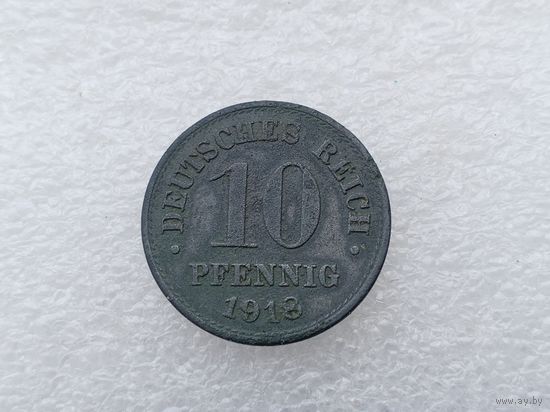 DEUTSCHES REICH
10
PFENNIG
1918
www.ay.by